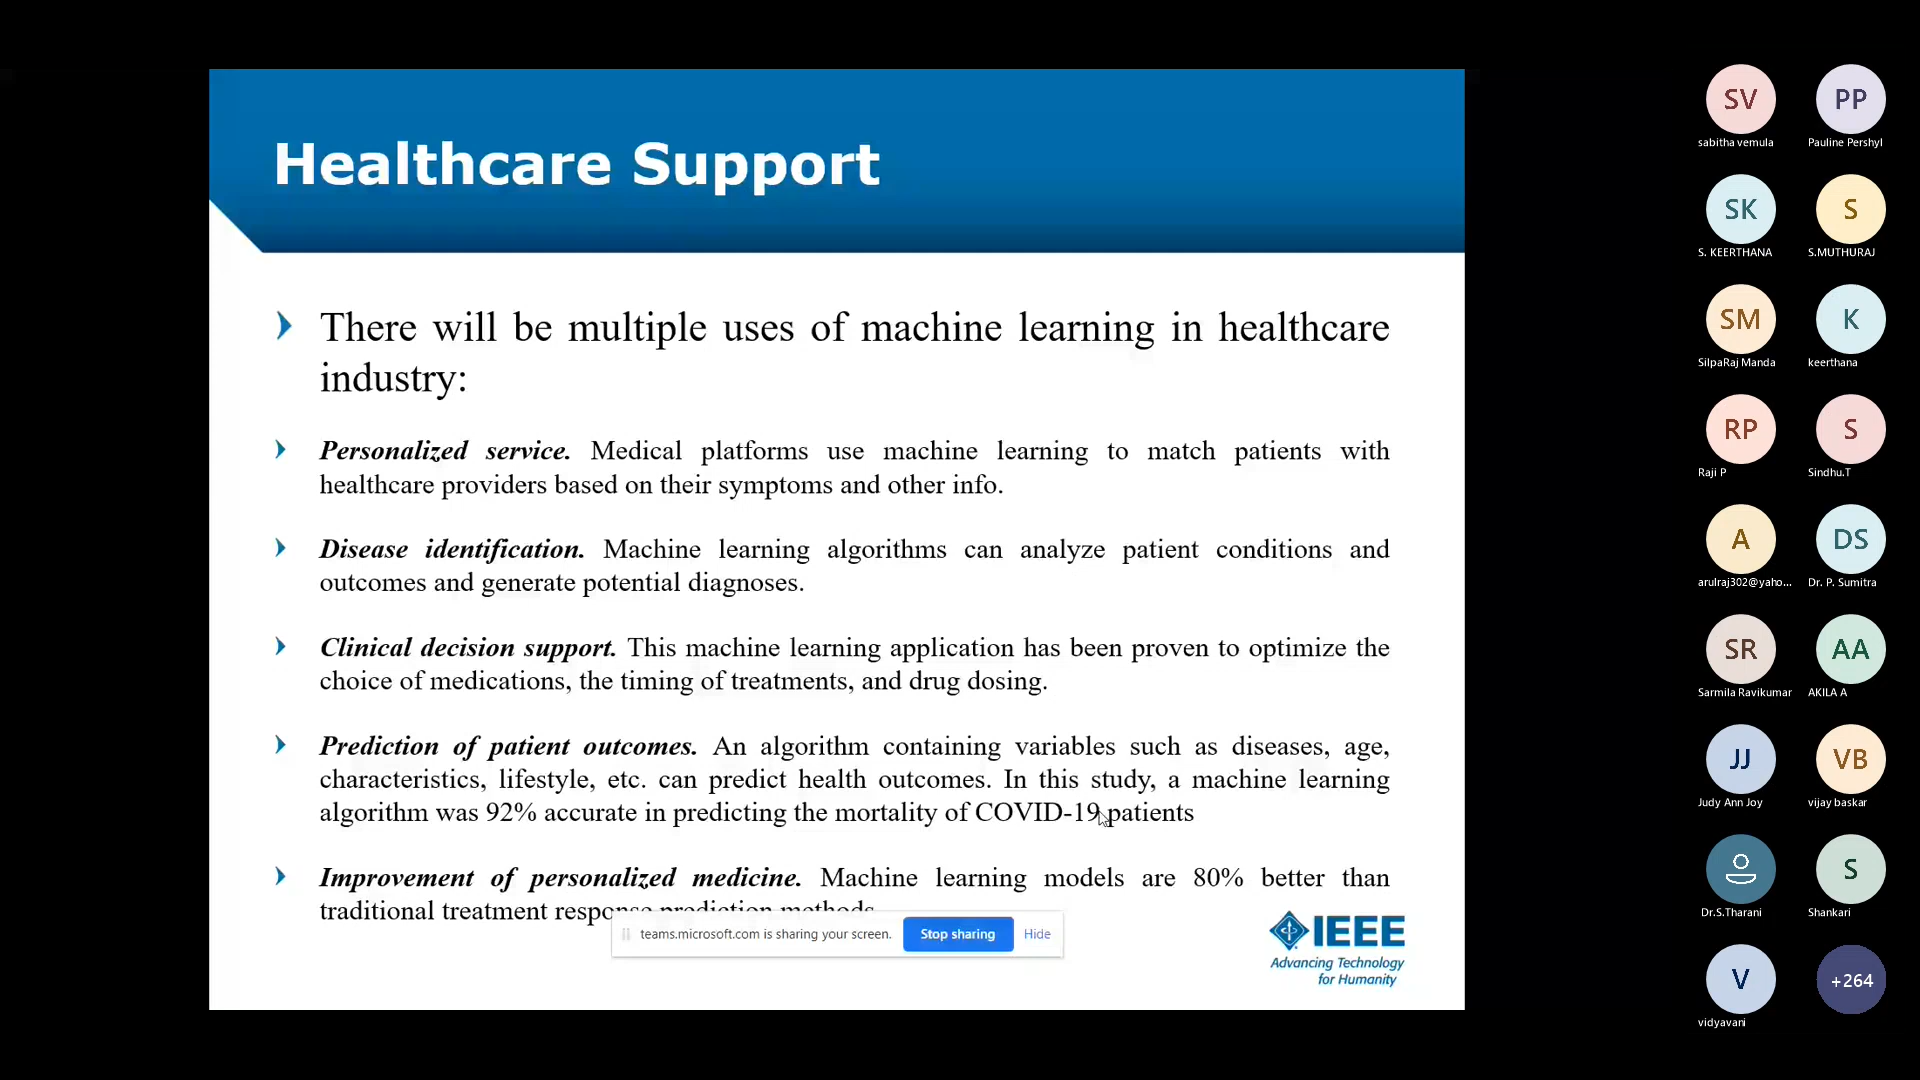 Healthcare Support
There will be multiple uses of machine learning in healthcare
industry:
Personalized service. Medical platforms use machine learning to match patients with
healthcare providers based on their symptoms and other info.
Disease identification. Machine learning algorithms can analyze patient conditions and
outcomes and generate potential diagnoses.
Clinical decision support. This machine learning application has been proven to optimize the
choice of medications, the timing of treatments, and drug dosing.
Prediction of patient outcomes. An algorithm containing variables such as diseases, age,
characteristics, lifestyle, etc. can predict health outcomes. In this study, a machine learning
algorithm was 92% accurate in predicting the mortality of COVID-19 patients
Improvement of personalized medicine. Machine learning models are 80% better than
traditional treatment response prediction methods
teams.microsoft.com is sharing your screen.
Stop sharing
Hide
IEEE
Advancing Technology
for Humanity
SV
PP
sabitha vemula
Pauline Pershyl
SK
S
S. KEERTHANA
S.MUTHURAJ
SM
K
SilpaRaj Manda
keerthana
RP
S
Raji P
Sindhu.T
A
DS
arulraj302@yaho...
Dr. P. Sumitra
SR
AA
Sarmila Ravikumar
AKILA A
JJ
VB
Judy Ann Joy
vijay baskar
S
Dr.S.Tharani
Shankari
V
+264
vidyavani